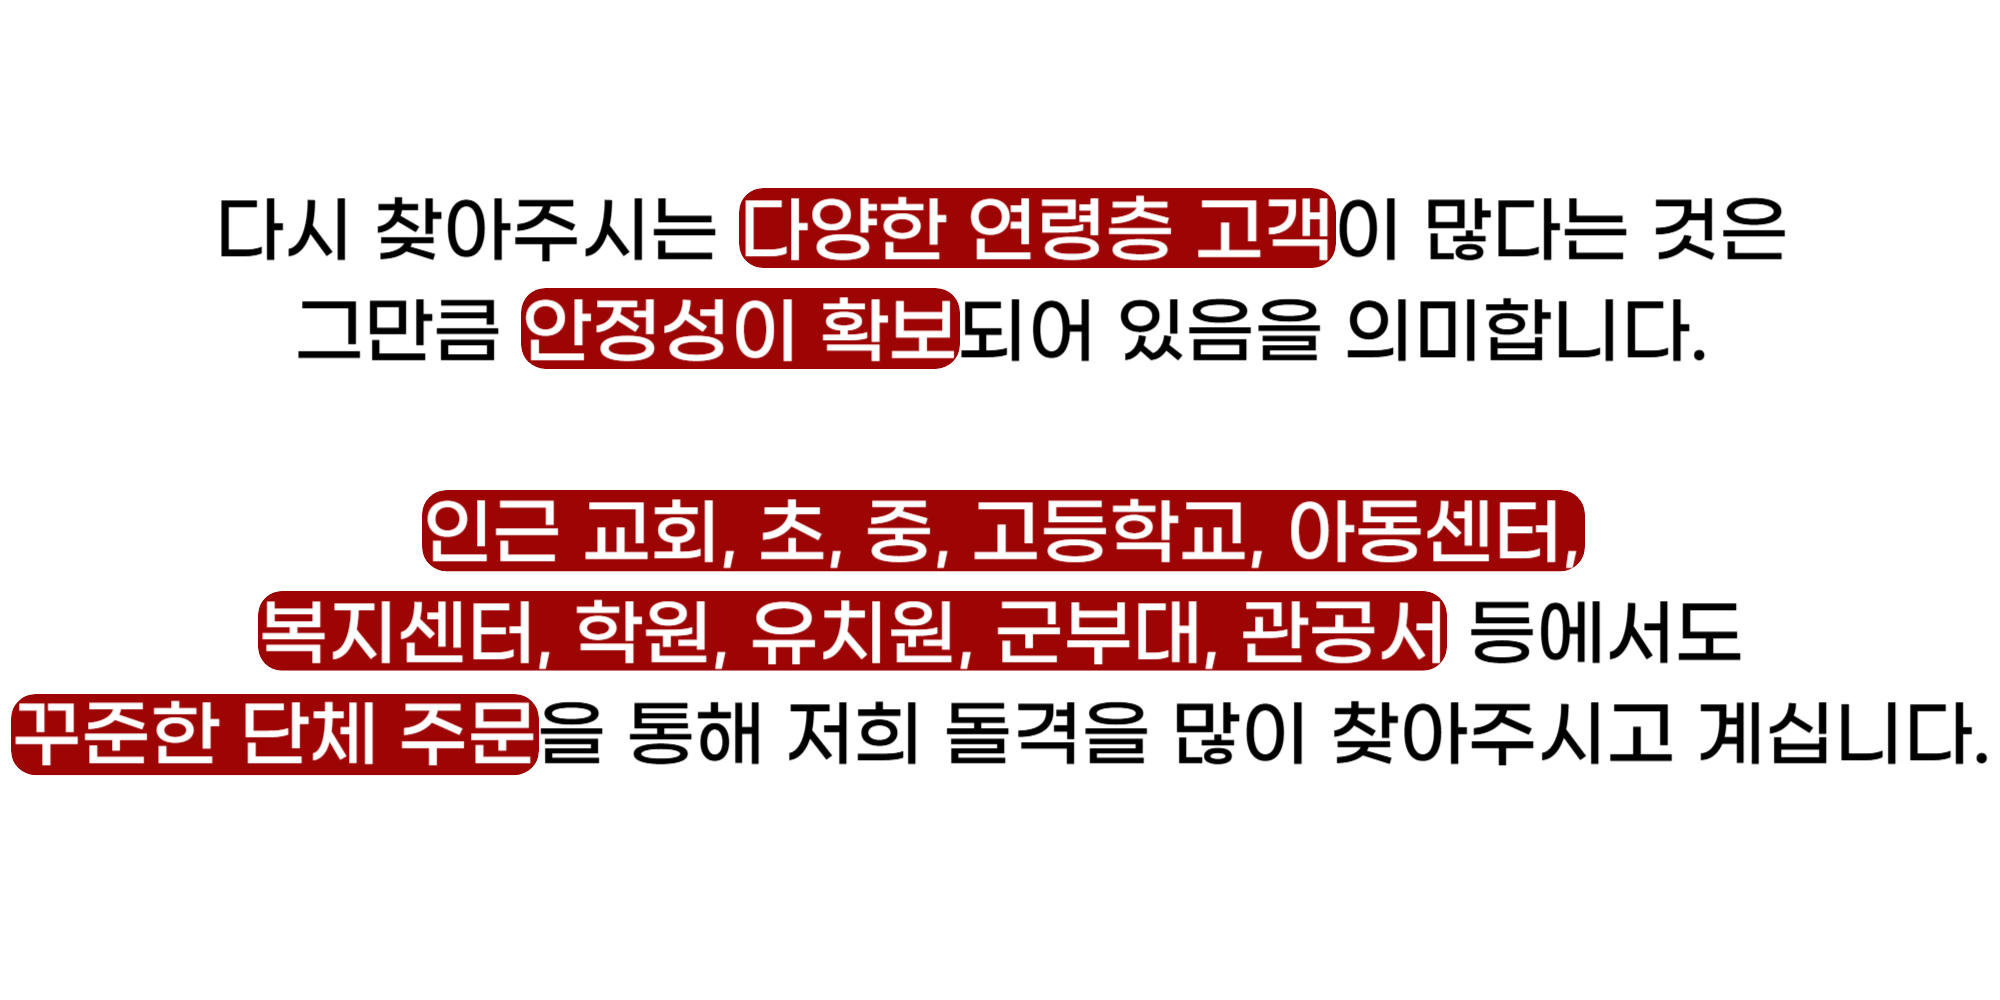 다시 찾아주시는 다양한 연령층 고객이 많다는 것은
그만큼 안정성이 확보되어 있음을 의미합니다.
인근 교회, 초, 중, 고등학교, 아동센터,
복지센터, 학원, 유치원, 군부대, 관공서 등에서도
꾸준한 단체 주문을 통해 저희 돌격을 많이 찾아주시고 계십니다.